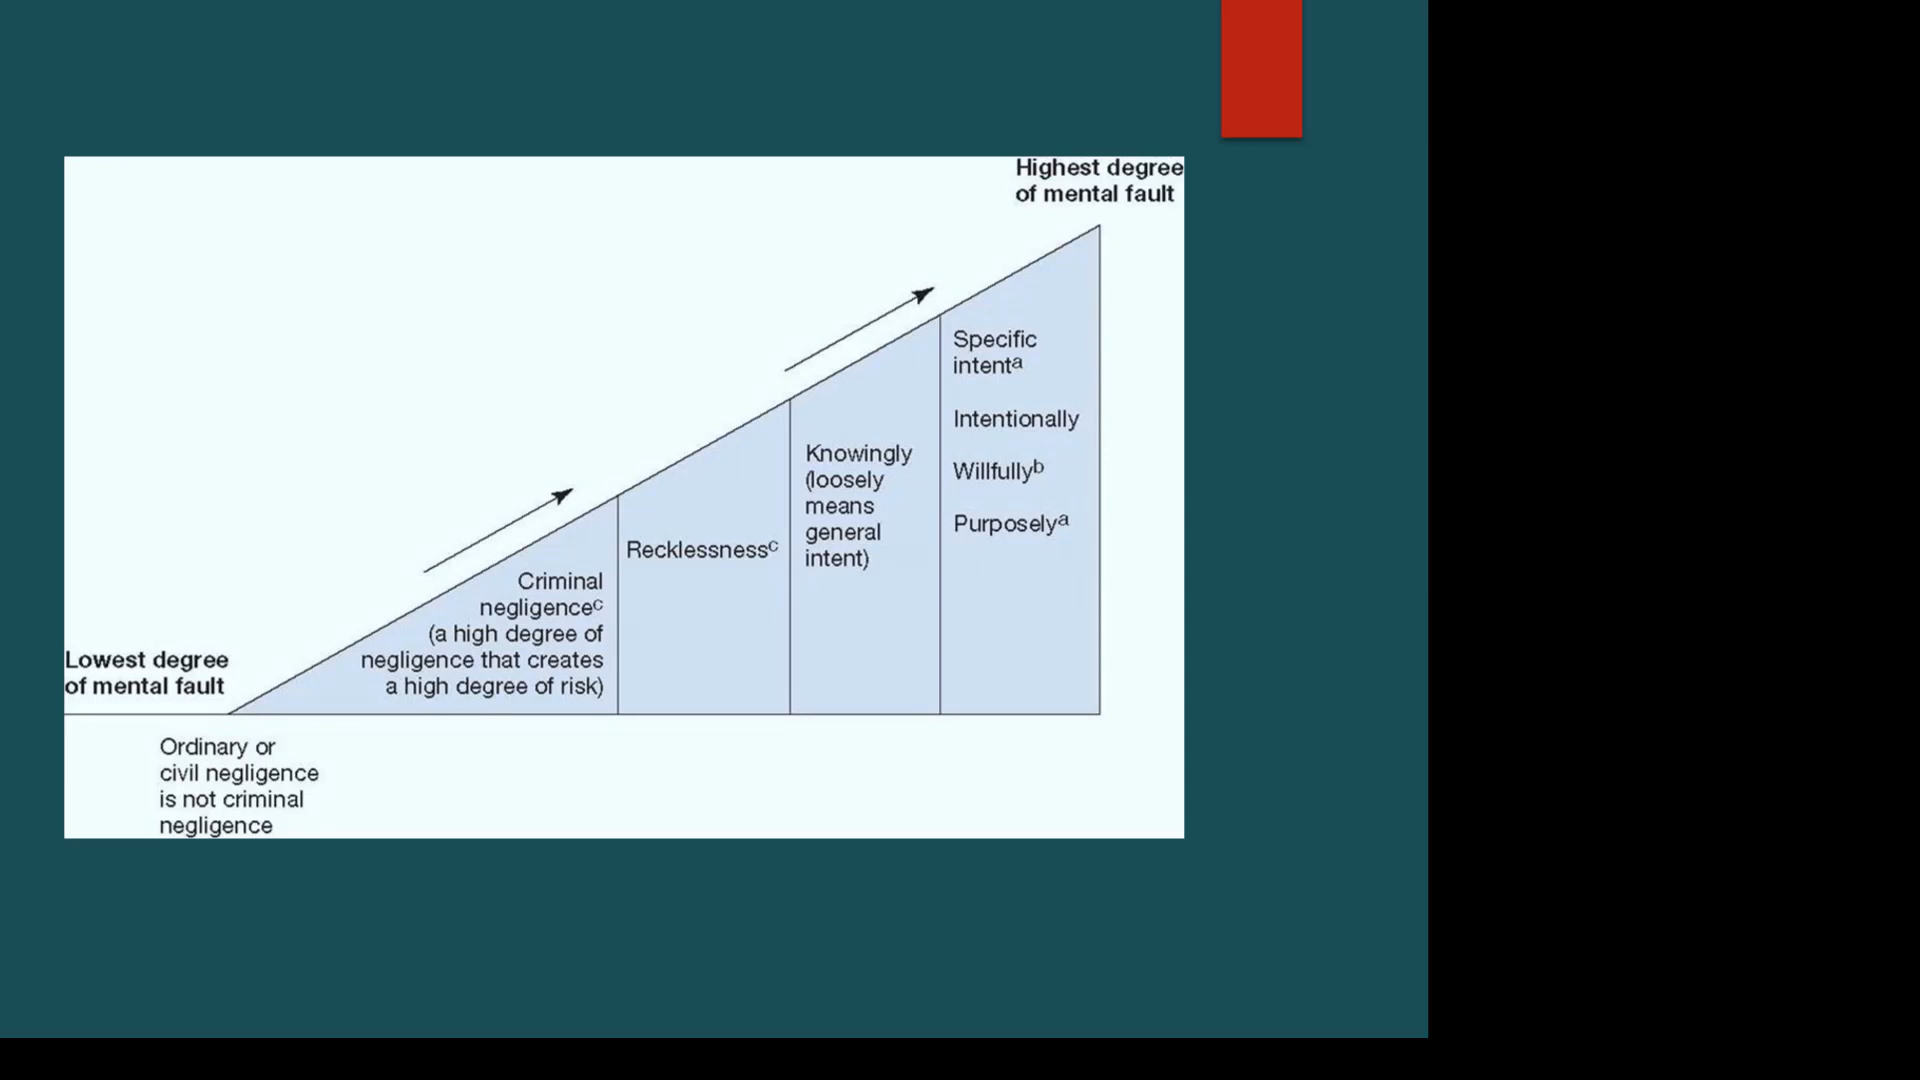 Highest degree
of mental fault
Specific
intentᵃ
Intentionally
Willfullyᵇ
Purposelyᵃ
Knowingly
(loosely
means
general
intent)
Recklessnessᶜ
Criminal
negligenceᶜ
(a high degree of
negligence that creates
a high degree of risk)
Lowest degree
of mental fault
Ordinary or
civil negligence
is not criminal
negligence